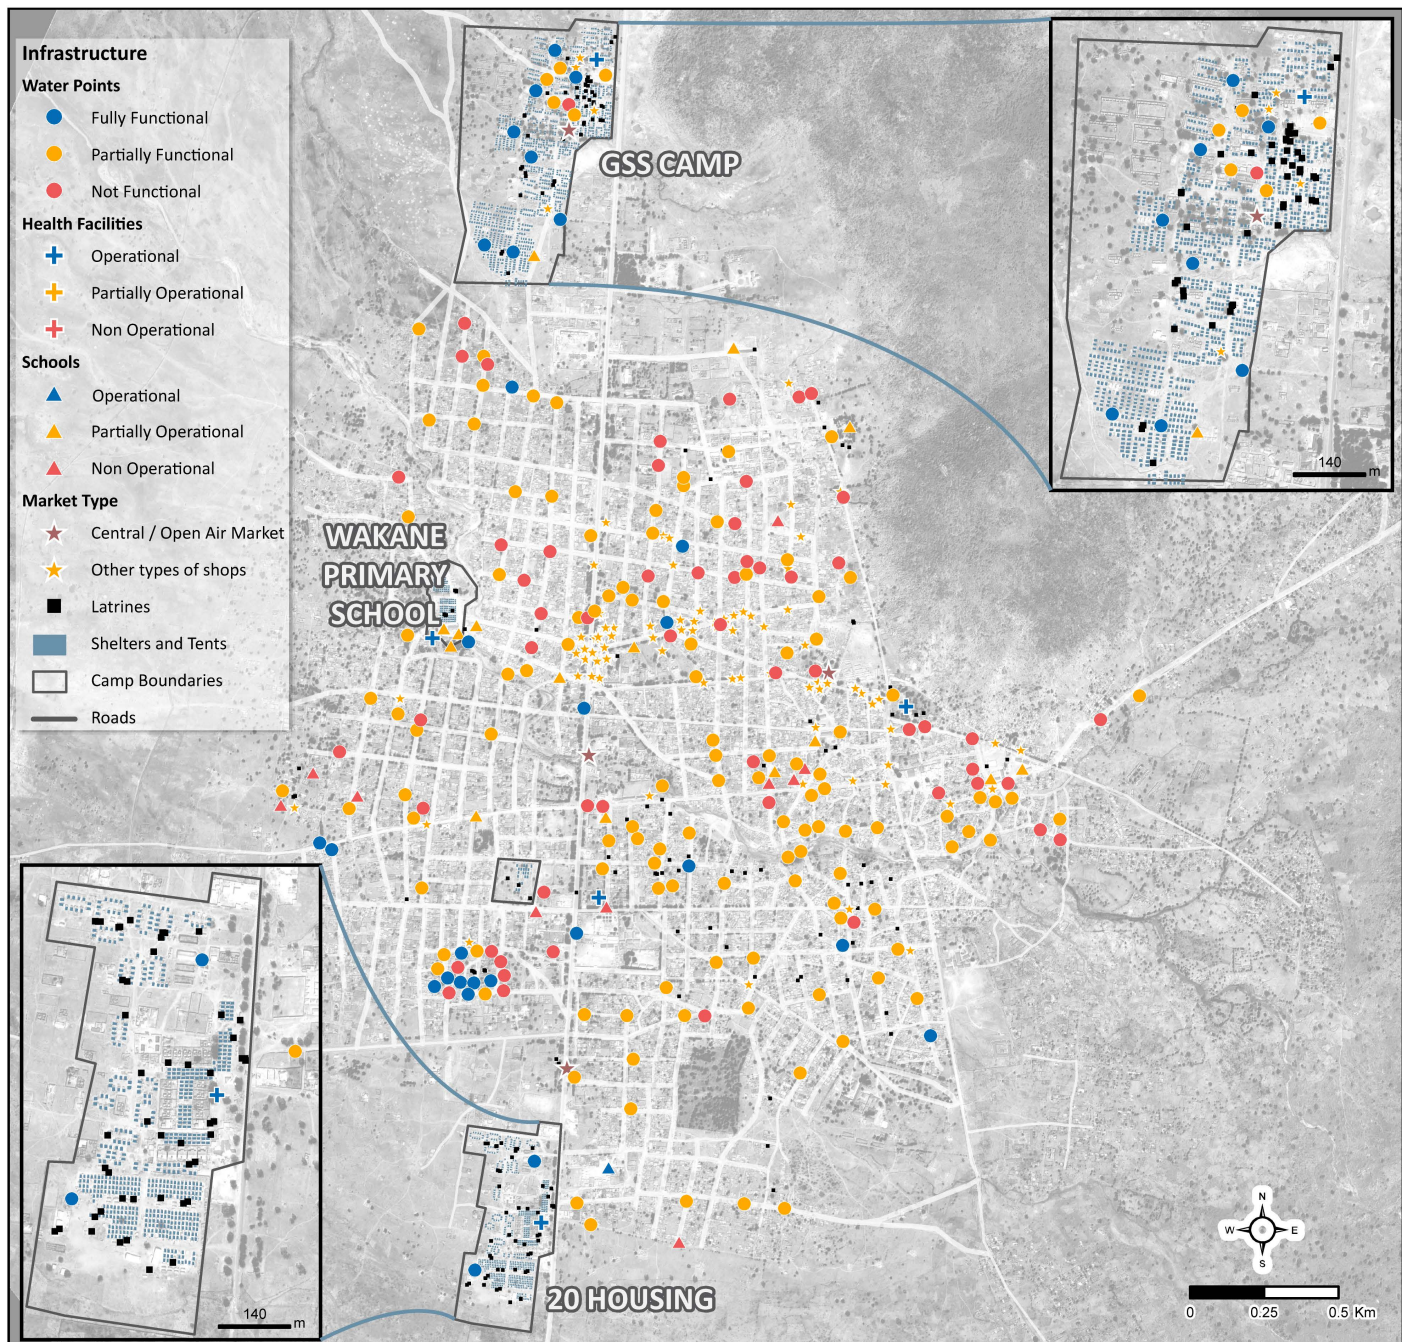 Infrastructure
Water Points
Fully Functional
Partially Functional
Not Functional
Health Facilities
Operational
Partially Operational
Non Operational
Schools
Operational
Partially Operational
Non Operational
Market Type
Central / Open Air Market
Other types of shops
Latrines
Shelters and Tents
Camp Boundaries
Roads
GSS CAMP
140
m
WAKANE
PRIMARY
SCHOOL
140
m
20 HOUSING
N
W
E
S
0
0.25
0.5 Km